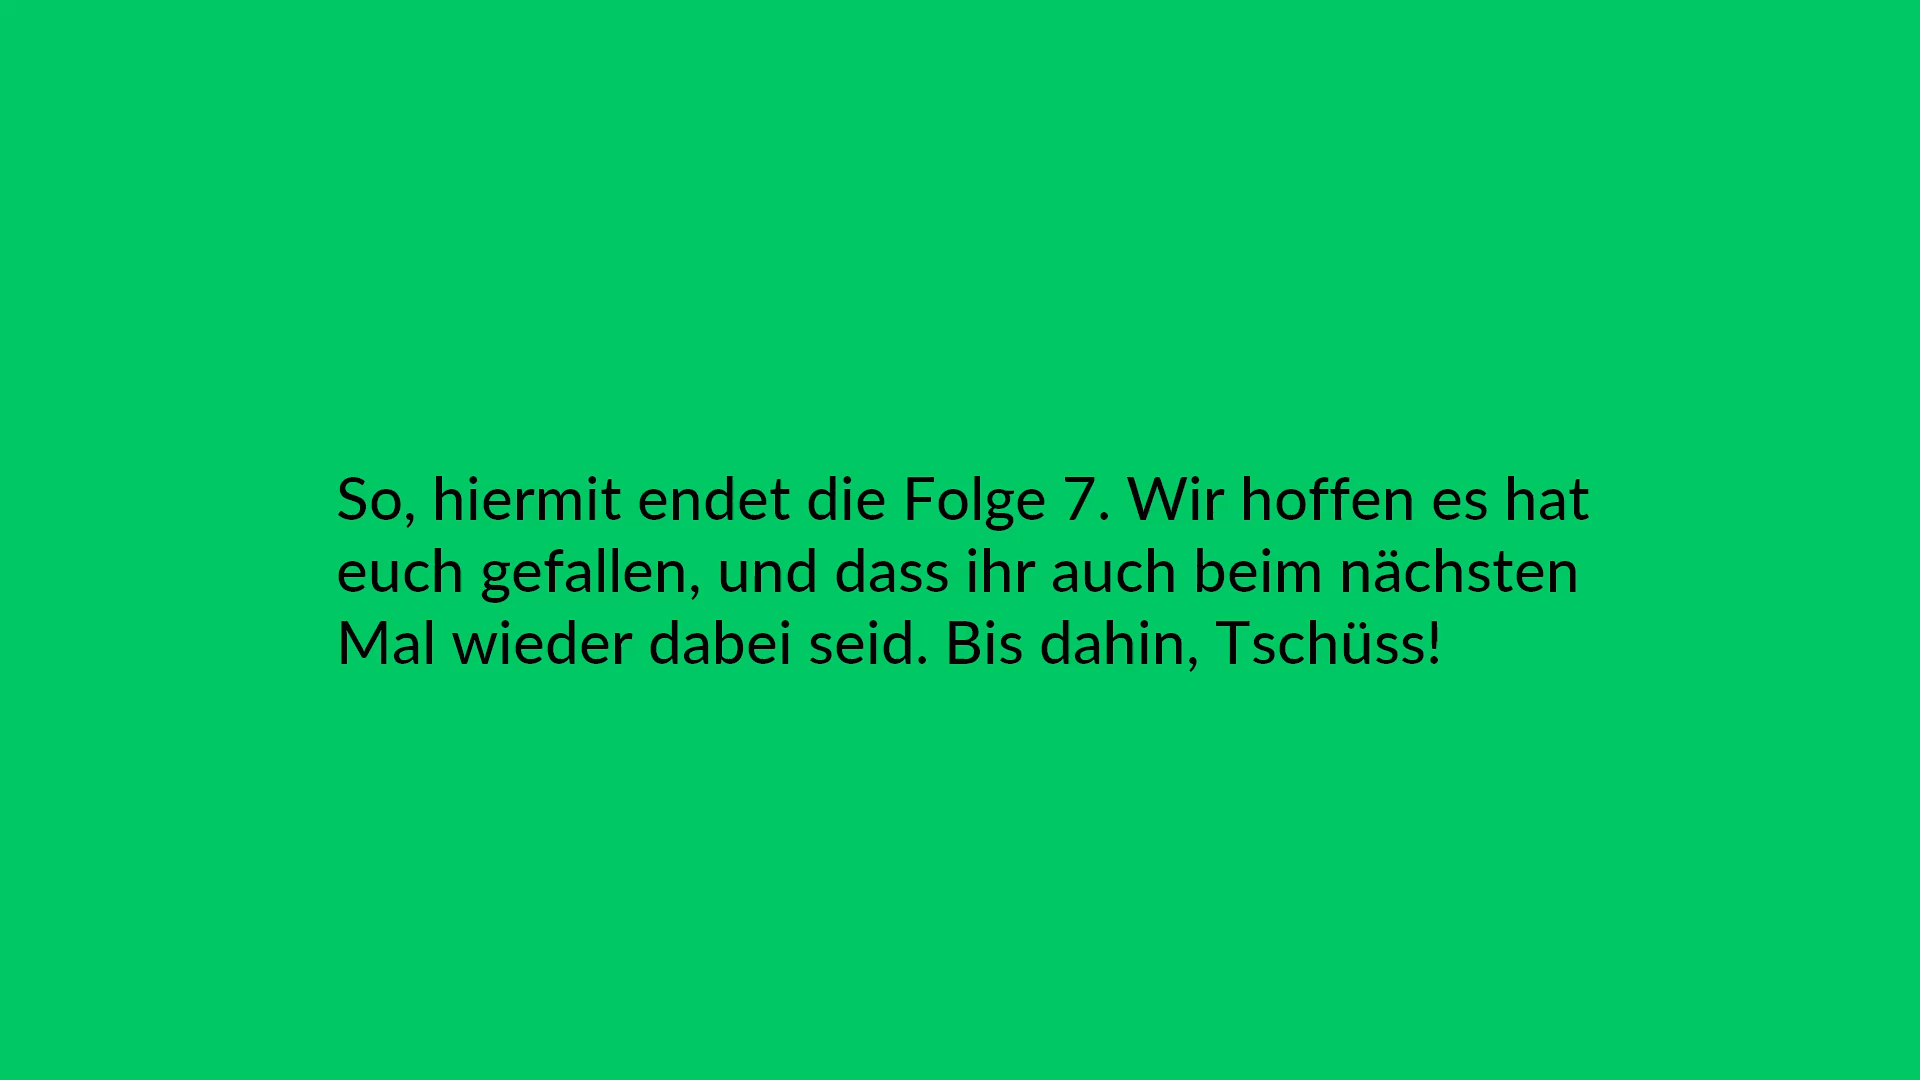 So, hiermit endet die Folge 7. Wir hoffen es hat
euch gefallen, und dass ihr auch beim nächsten
Mal wieder dabei seid. Bis dahin, Tschüss!